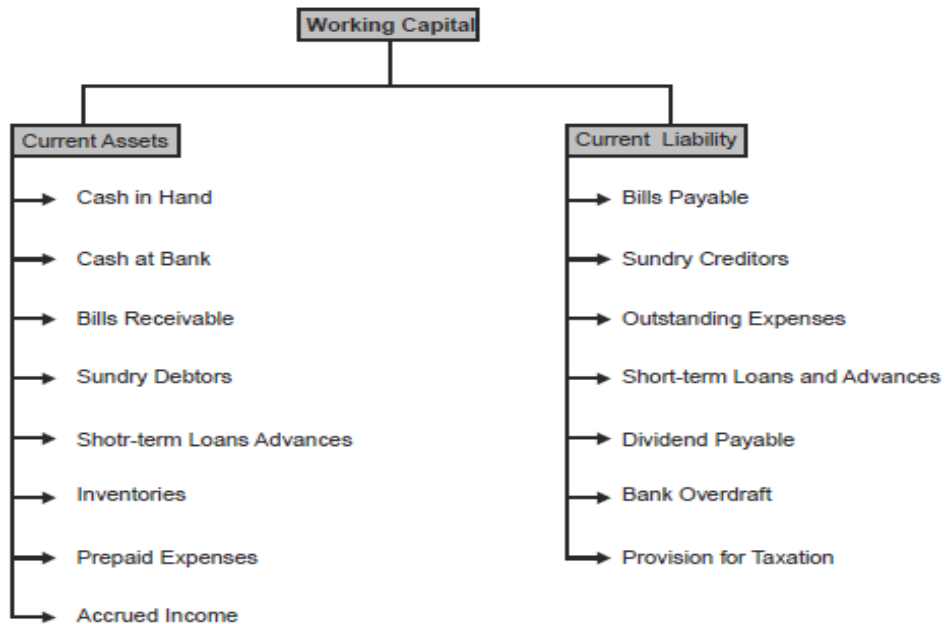 Working Capital
Current Assets
Cash in Hand
Cash at Bank
Bills Receivable
Sundry Debtors
Shotr-term Loans Advances
Inventories
Prepaid Expenses
Accrued Income
Current Liability
Bills Payable
Sundry Creditors
Outstanding Expenses
Short-term Loans and Advances
Dividend Payable
Bank Overdraft
Provision for Taxation